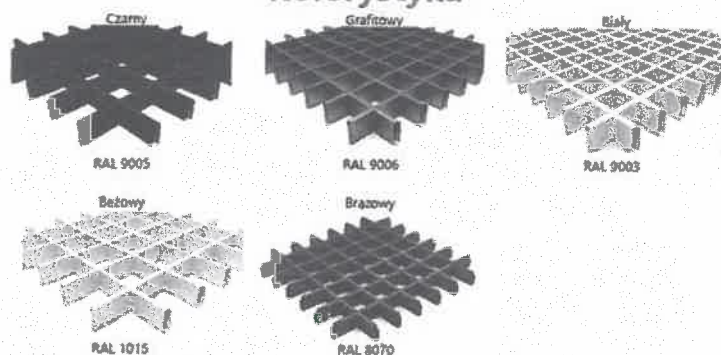 Czarny
Grafitowy
Biały
RAL 9005
RAL 9006
RAL 9003
Beżowy
Brązowy
RAL 1015
RAL 8070